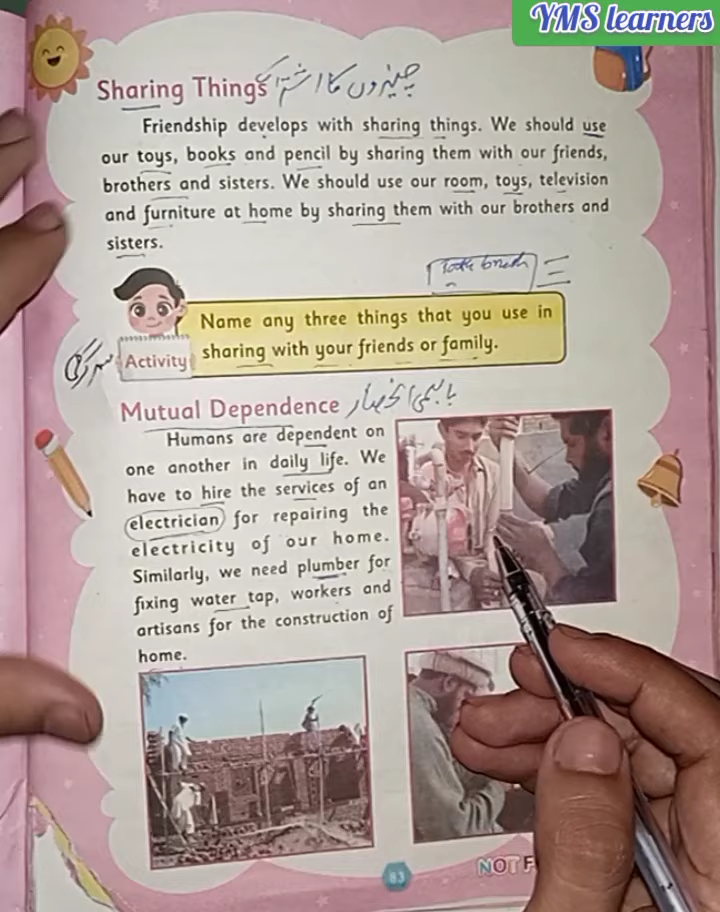 YMS learners
Sharing Things چیزوں کا اشتراک
Friendship develops with sharing things. We should use
our toys, books and pencil by sharing them with our friends,
brothers and sisters. We should use our room, toys, television
and furniture at home by sharing them with our brothers and
sisters.
Name any three things that you use in
Activity sharing with your friends or family.
Mutual Dependence باہمی انحصار
Humans are dependent on
one another in daily life. We
have to hire the services of an
electrician for repairing the
electricity of our home.
Similarly, we need plumber for
fixing water tap, workers and
artisans for the construction of
home.
83
NOT F